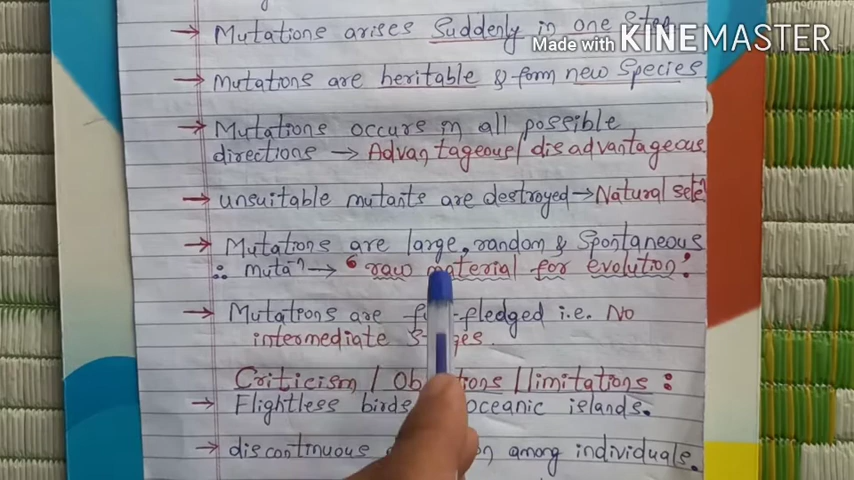 → Mutations arises Suddenly in one Step
Made with KINEMASTER
→ Mutations are heritable & form new Species
→ Mutations occurs in all possible
directions → Advantageous/disadvantageous
→ unsuitable mutants are destroyed → Natural selen
→ Mutations are large, random & Spontaneous
∴ mutan → “raw material for evolution”
→ Mutations are -fledged i.e. No
intermediate
Criticism / / limitations :
→ Flightless birds oceanic islands.
→ discontinuous among individuals.